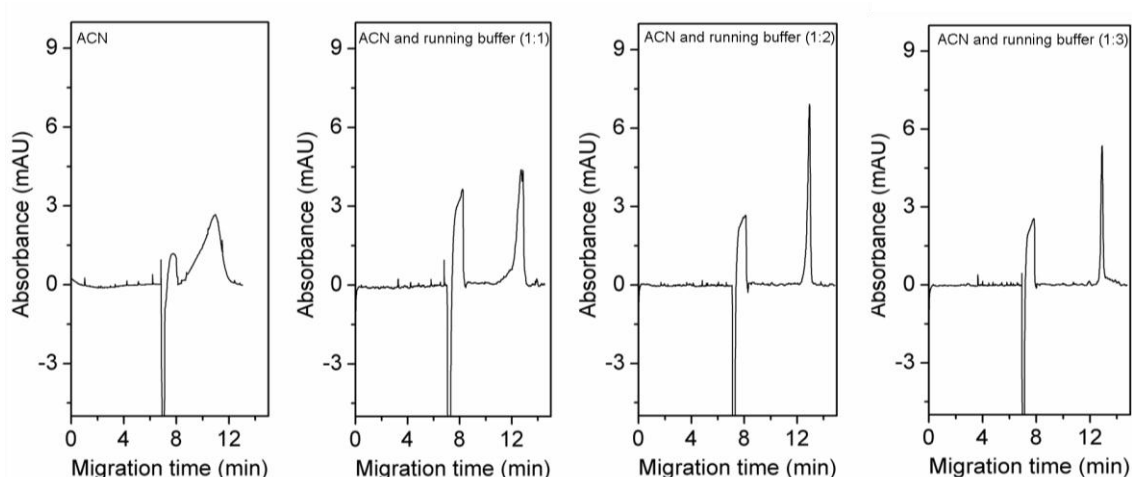 ACN
9
6
3
0
-3
0 4 8 12
Absorbance (mAU)
Migration time (min)
ACN and running buffer (1:1)
9
6
3
0
-3
0 4 8 12
Absorbance (mAU)
Migration time (min)
ACN and running buffer (1:2)
9
6
3
0
-3
0 4 8 12
Absorbance (mAU)
Migration time (min)
ACN and running buffer (1:3)
9
6
3
0
-3
0 4 8 12
Absorbance (mAU)
Migration time (min)